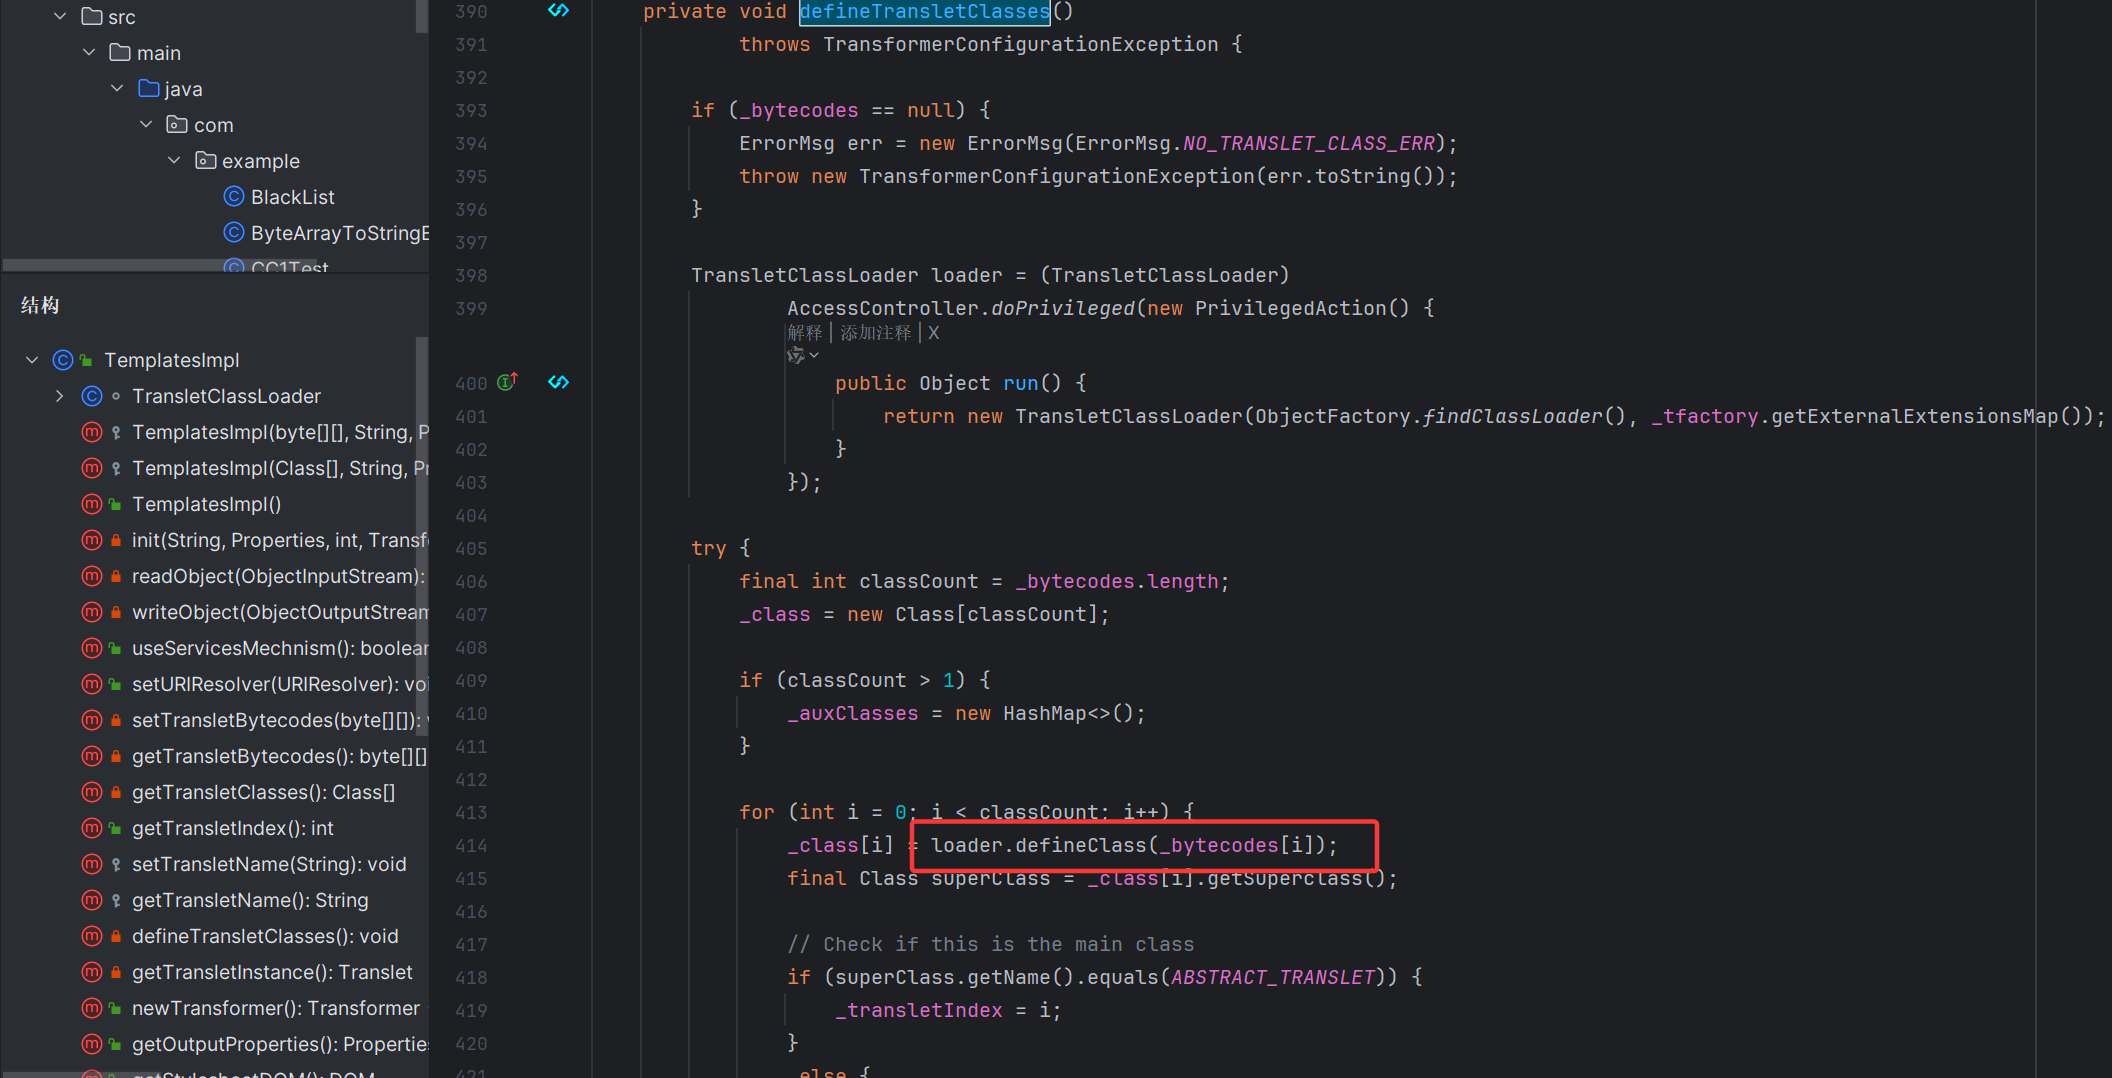 src
main
java
com
example
BlackList
ByteArrayToStringB
CC1Test
结构
TemplatesImpl
TransletClassLoader
TemplatesImpl(byte[][], String, P
TemplatesImpl(Class[], String, Pr
TemplatesImpl()
init(String, Properties, int, Transf
readObject(ObjectInputStream):
writeObject(ObjectOutputStream
useServicesMechnism(): boolean
setURIResolver(URIResolver): voi
setTransletBytecodes(byte[][]): v
getTransletBytecodes(): byte[][]
getTransletClasses(): Class[]
getTransletIndex(): int
setTransletName(String): void
getTransletName(): String
defineTransletClasses(): void
getTransletInstance(): Translet
newTransformer(): Transformer
getOutputProperties(): Properties
getStylesheetDOM(): DOM
390 private void defineTransletClasses()
391 throws TransformerConfigurationException {
392
393 if (_bytecodes == null) {
394 ErrorMsg err = new ErrorMsg(ErrorMsg.NO_TRANSLET_CLASS_ERR);
395 throw new TransformerConfigurationException(err.toString());
396 }
397
398 TransletClassLoader loader = (TransletClassLoader)
399 AccessController.doPrivileged(new PrivilegedAction() {
解释 | 添加注释 | X
400 public Object run() {
401 return new TransletClassLoader(ObjectFactory.findClassLoader(), _tfactory.getExternalExtensionsMap());
402 }
403 });
404
405 try {
406 final int classCount = _bytecodes.length;
407 _class = new Class[classCount];
408
409 if (classCount > 1) {
410 _auxClasses = new HashMap<>();
411 }
412
413 for (int i = 0; i < classCount; i++) {
414 _class[i] = loader.defineClass(_bytecodes[i]);
415 final Class superClass = _class[i].getSuperclass();
416
417 // Check if this is the main class
418 if (superClass.getName().equals(ABSTRACT_TRANSLET)) {
419 _transletIndex = i;
420 }
421 else {